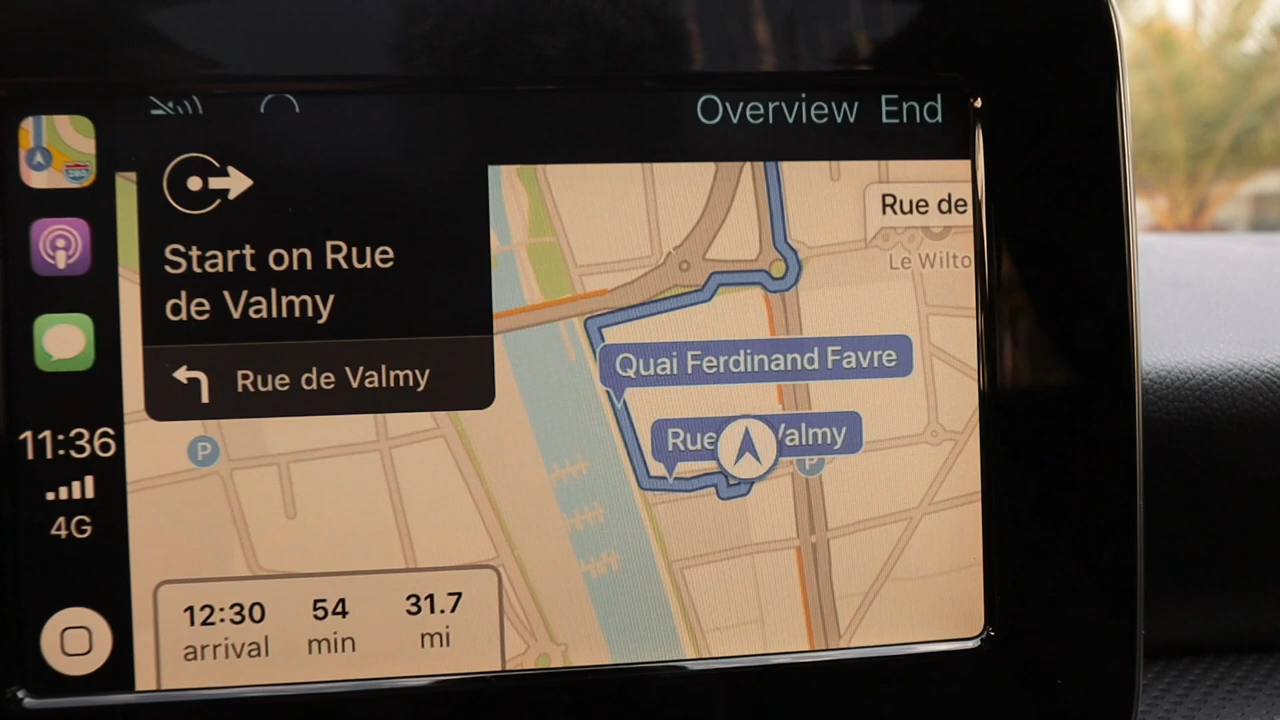 Overview End
280
Start on Rue
de Valmy
Rue de Valmy
Rue de
Le Wilto
Quai Ferdinand Favre
Rue Valmy
P
P
11:36
4G
12:30 54 31.7
arrival min mi